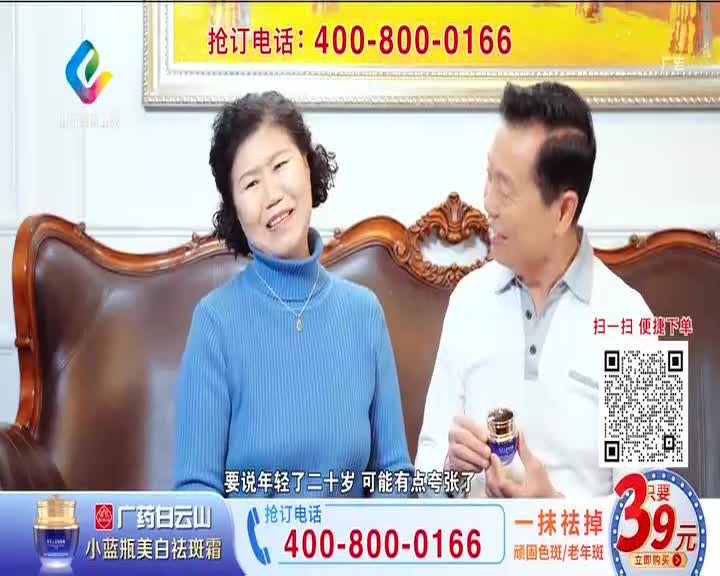 抢订电话：400-800-0166
广告
扫一扫 便捷下单
要说年轻了二十岁 可能有点夸张了
广药白云山
小蓝瓶美白祛斑霜
抢订电话
400-800-0166
一抹祛掉
顽固色斑/老年斑
只要
39元
立即购买